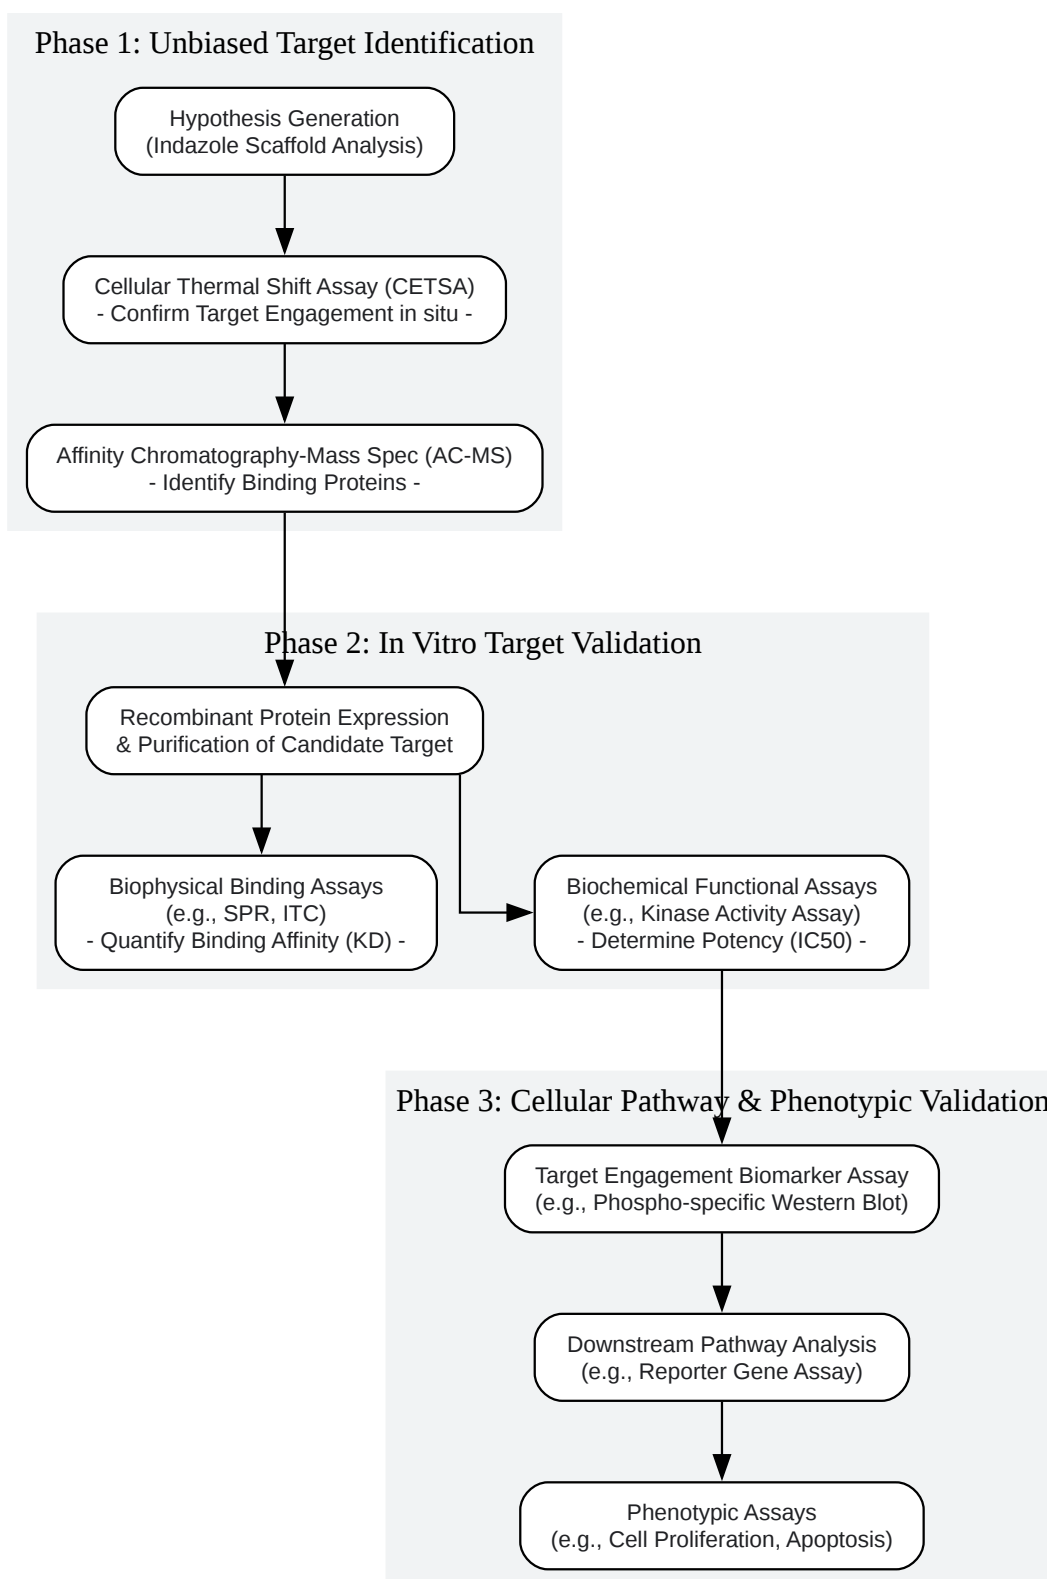 Phase 1: Unbiased Target Identification
Hypothesis Generation
(Indazole Scaffold Analysis)
Cellular Thermal Shift Assay (CETSA)
- Confirm Target Engagement in situ -
Affinity Chromatography-Mass Spec (AC-MS)
- Identify Binding Proteins -
Phase 2: In Vitro Target Validation
Recombinant Protein Expression
& Purification of Candidate Target
Biophysical Binding Assays
(e.g., SPR, ITC)
- Quantify Binding Affinity (KD) -
Biochemical Functional Assays
(e.g., Kinase Activity Assay)
- Determine Potency (IC50) -
Phase 3: Cellular Pathway & Phenotypic Validation
Target Engagement Biomarker Assay
(e.g., Phospho-specific Western Blot)
Downstream Pathway Analysis
(e.g., Reporter Gene Assay)
Phenotypic Assays
(e.g., Cell Proliferation, Apoptosis)